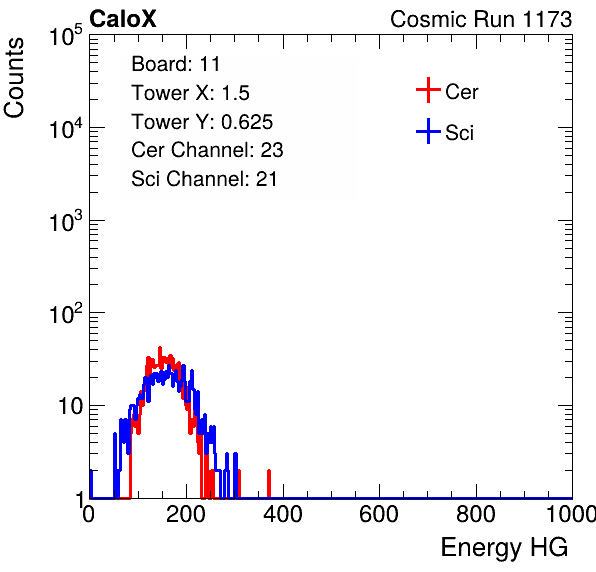 CaloX
Cosmic Run 1173
Counts
10^5
10^4
10^3
10^2
10
1
Board: 11
Tower X: 1.5
Tower Y: 0.625
Cer Channel: 23
Sci Channel: 21
Cer
Sci
0 200 400 600 800 1000
Energy HG